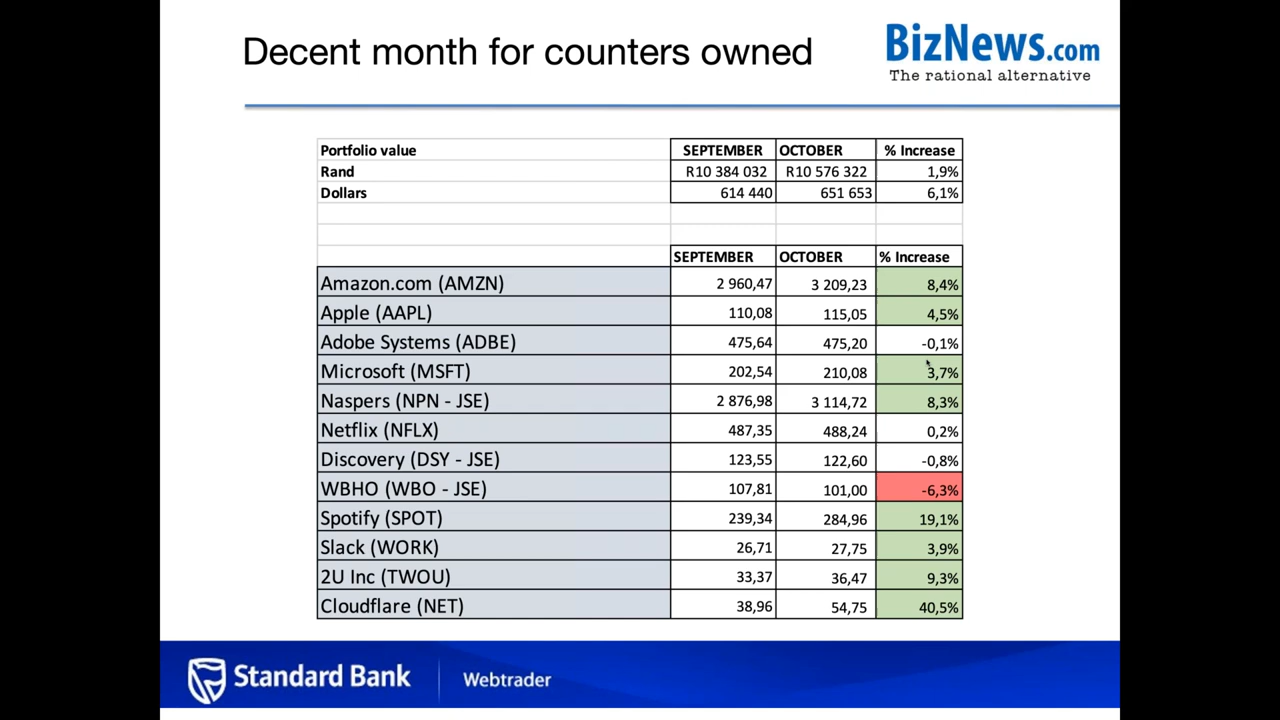 Decent month for counters owned
BizNews.com
The rational alternative
Portfolio value SEPTEMBER OCTOBER % Increase
Rand R10 384 032 R10 576 322 1,9%
Dollars 614 440 651 653 6,1%
SEPTEMBER OCTOBER % Increase
Amazon.com (AMZN) 2 960,47 3 209,23 8,4%
Apple (AAPL) 110,08 115,05 4,5%
Adobe Systems (ADBE) 475,64 475,20 -0,1%
Microsoft (MSFT) 202,54 210,08 3,7%
Naspers (NPN - JSE) 2 876,98 3 114,72 8,3%
Netflix (NFLX) 487,35 488,24 0,2%
Discovery (DSY - JSE) 123,55 122,60 -0,8%
WBHO (WBO - JSE) 107,81 101,00 -6,3%
Spotify (SPOT) 239,34 284,96 19,1%
Slack (WORK) 26,71 27,75 3,9%
2U Inc (TWOU) 33,37 36,47 9,3%
Cloudflare (NET) 38,96 54,75 40,5%
Standard Bank Webtrader